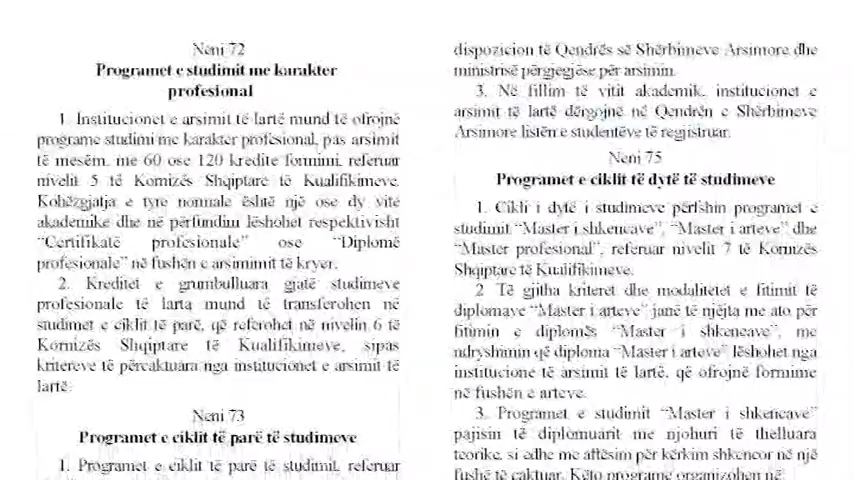 Neni 72
Programet e studimit me karakter
profesional
1. Institucionet e arsimit të lartë mund të ofrojnë
programe studimi me karakter profesional, pas arsimit
të mesëm, me 60 ose 120 kredite formimi, referuar
nivelit 5 të Kornizës Shqiptare të Kualifikimeve.
Kohëzgjatja e tyre normale është një ose dy vite
akademike dhe në përfundim lëshohet respektivisht
“Certifikatë profesionale” ose “Diplomë
profesionale” në fushën e arsimimit të kryer.
2. Kreditet e grumbulluara gjatë studimeve
profesionale të larta mund të transferohen në
studimet e ciklit të parë, që referohet në nivelin 6 të
Kornizës Shqiptare të Kualifikimeve, sipas
kritereve të përcaktuara nga institucionet e arsimit të
lartë.
Neni 73
Programet e ciklit të parë të studimeve
1. Programet e ciklit të parë të studimit, referuar
dispozicion të Qendrës së Shërbimeve Arsimore dhe
ministrisë përgjegjëse për arsimin.
3. Në fillim të vitit akademik, institucionet e
arsimit të lartë dërgojnë në Qendrën e Shërbimeve
Arsimore listën e studentëve të regjistruar.
Neni 75
Programet e ciklit të dytë të studimeve
1. Cikli i dytë i studimeve përfshin programet e
studimit “Master i shkencave”, “Master i arteve” dhe
“Master profesional”, referuar nivelit 7 të Kornizës
Shqiptare të Kualifikimeve.
2. Të gjitha kriteret dhe modalitetet e fitimit të
diplomave “Master i arteve” janë të njëjta me ato për
fitimin e diplomës “Master i shkencave”, me
ndryshimin që diploma “Master i arteve” lëshohet nga
institucione të arsimit të lartë, që ofrojnë formime
në fushën e arteve.
3. Programet e studimit “Master i shkencave”
pajisin të diplomuarit me njohuri të thelluara
teorike, si edhe me aftësim për kërkim shkencor në një
fushë të caktuar. Këto programe organizohen në